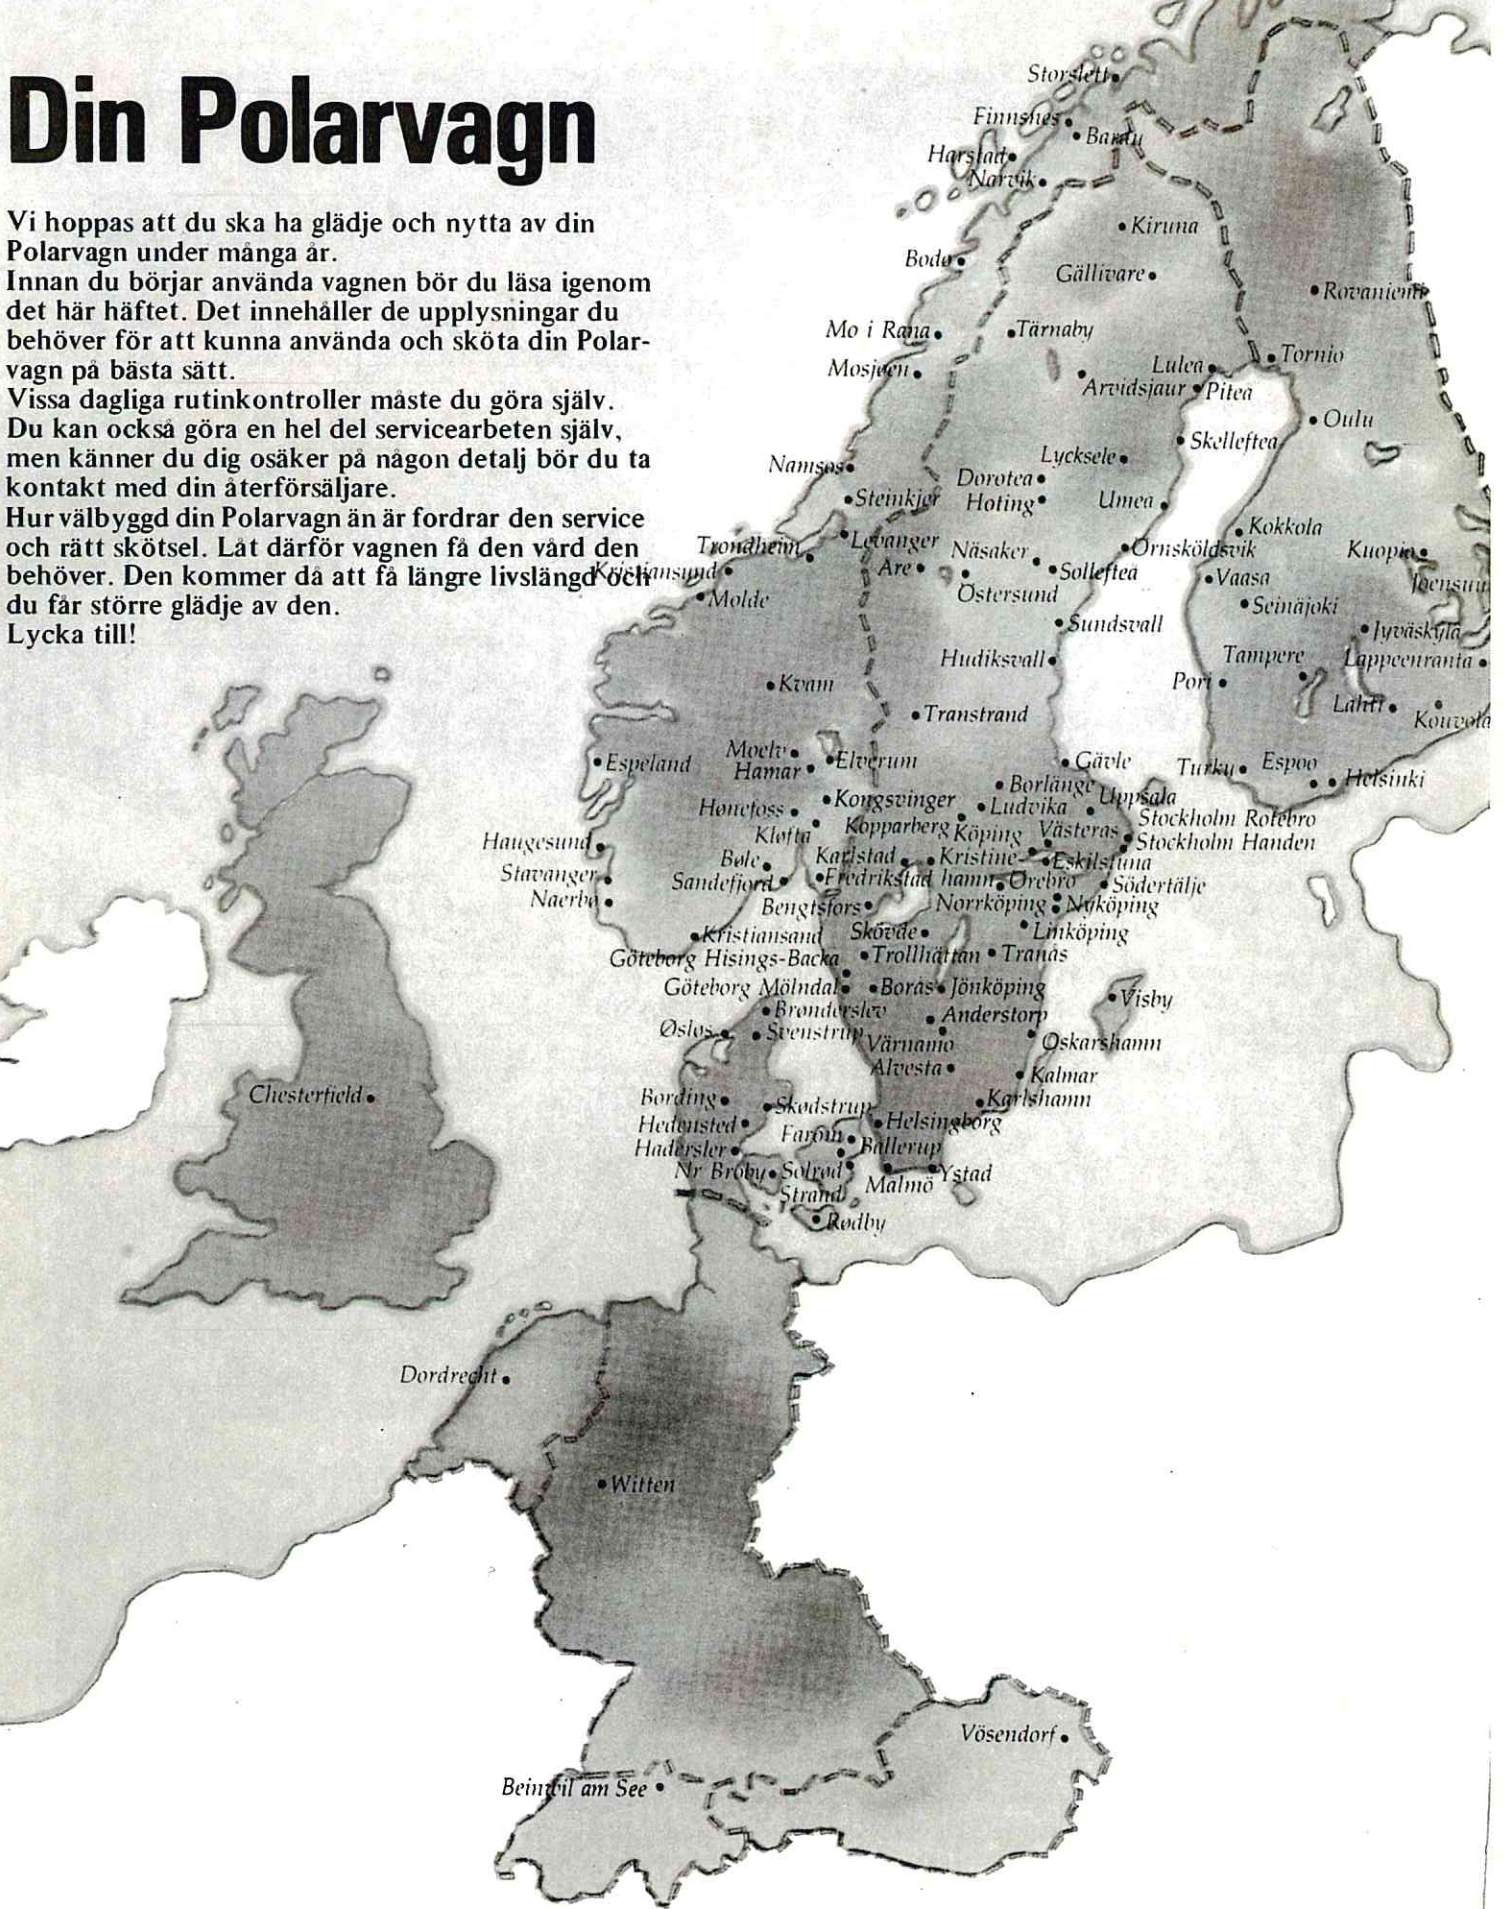 Din Polarvagn
Vi hoppas att du ska ha glädje och nytta av din
Polarvagn under många år.
Innan du börjar använda vagnen bör du läsa igenom
det här häftet. Det innehåller de upplysningar du
behöver för att kunna använda och sköta din Polar-
vagn på bästa sätt.
Vissa dagliga rutinkontroller måste du göra själv.
Du kan också göra en hel del servicearbeten själv,
men känner du dig osäker på någon detalj bör du ta
kontakt med din återförsäljare.
Hur välbyggd din Polarvagn än är fordrar den service
och rätt skötsel. Låt därför vagnen få den vård den
behöver. Den kommer då att få längre livslängd och
du får större glädje av den.
Lycka till!
Storslett
Finnsnes
Bardu
Harstad
Narvik
Kiruna
Bodø
Gällivare
Rovaniemi
Mo i Rana
Tärnaby
Mosjøen
Lulea
Tornio
Arvidsjaur
Pitea
Oulu
Skelleftea
Namsos
Lycksele
Dorotea
Steinkjer
Hoting
Umea
Kokkola
Trondheim
Levanger
Näsaker
Örnsköldsvik
Kuopio
Kristiansund
Åre
Solleftea
Vaasa
Joensuu
Molde
Östersund
Seinäjoki
Sundsvall
Jyväskylä
Hudiksvall
Tampere
Lappeenranta
Kvam
Pori
Transtrand
Lahti
Kouvola
Moelv
Espeland
Elverum
Gävle
Turku
Espoo
Hamar
Helsinki
Borlänge
Uppsala
Hønefoss
Kongsvinger
Ludvika
Stockholm Rotebro
Kløfta
Kopparberg
Köping
Västeras
Stockholm Handen
Haugesund
Bøle
Karlstad
Kristine-
hamn
Eskilstuna
Stavanger
Sandefjord
Fredrikstad
Örebro
Södertälje
Naerbø
Bengtsfors
Norrköping
Nyköping
Kristiansand
Skövde
Linköping
Göteborg Hisings-Backa
Trollhättan
Tranås
Göteborg Mölndal
Borås
Jönköping
Visby
Brønderslev
Anderstorp
Øsløs
Svenstrup
Värnamo
Oskarshamn
Alvesta
Kalmar
Chesterfield
Bording
Skødstrup
Karlshamn
Hedensted
Helsingborg
Farum
Hadersler
Ballerup
Nr Broby
Solrød
Strand
Malmö
Ystad
Rødby
Dordrecht
Witten
Vösendorf
Beinwil am See